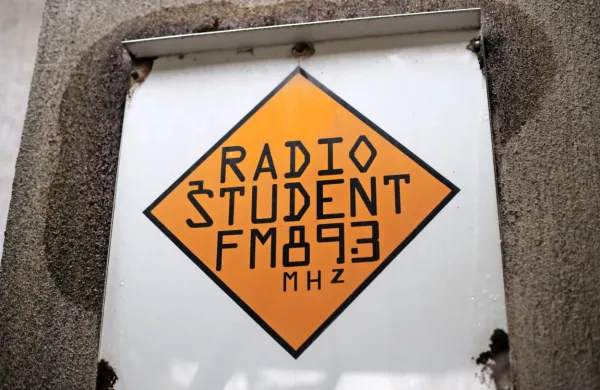 RADIO
ŠTUDENT
FM89.3
MHz